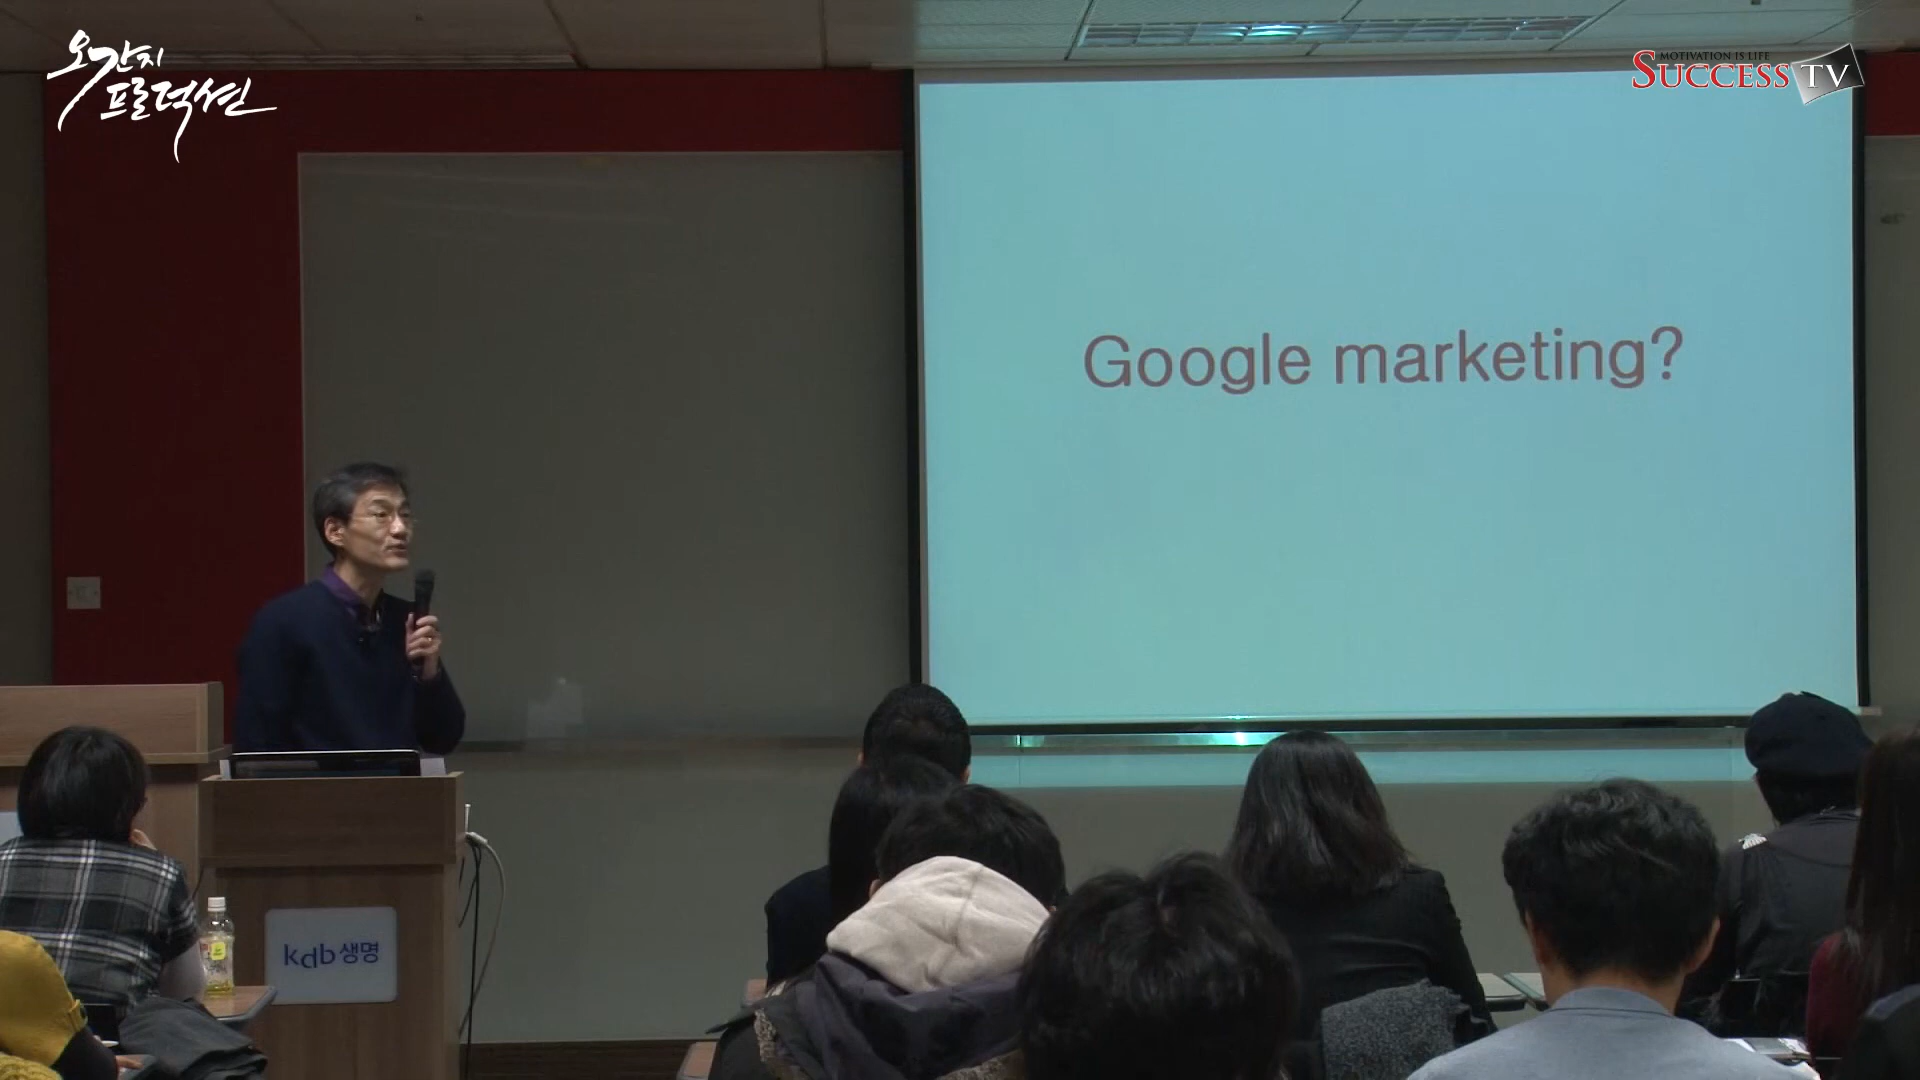 오간지
프로덕션
MOTIVATION IS LIFE
SUCCESS TV
Google marketing?
kdb생명